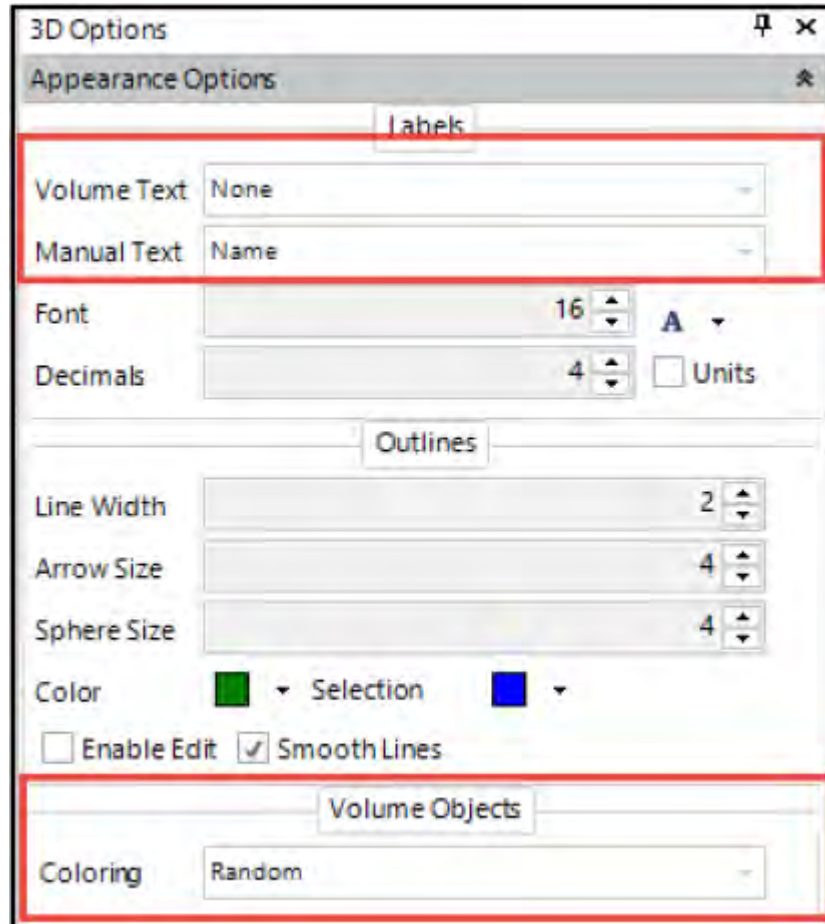 3D Options
Appearance Options
Labels
Volume Text None
Manual Text Name
Font 16 A
Decimals 4 Units
Outlines
Line Width 2
Arrow Size 4
Sphere Size 4
Color Selection
Enable Edit Smooth Lines
Volume Objects
Coloring Random